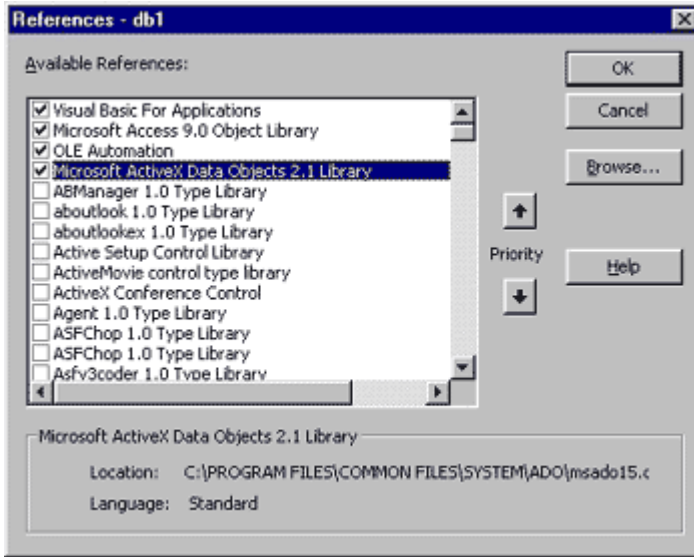 References - db1
Available References:
Visual Basic For Applications
Microsoft Access 9.0 Object Library
OLE Automation
Microsoft ActiveX Data Objects 2.1 Library
ABManager 1.0 Type Library
aboutlook 1.0 Type Library
aboutlookex 1.0 Type Library
Active Setup Control Library
ActiveMovie control type library
ActiveX Conference Control
Agent 1.0 Type Library
ASFChop 1.0 Type Library
ASFChop 1.0 Type Library
Asfv3coder 1.0 Type Library
OK
Cancel
Browse...
Priority
Help
Microsoft ActiveX Data Objects 2.1 Library
Location: C:\PROGRAM FILES\COMMON FILES\SYSTEM\ADO\msado15.c
Language: Standard